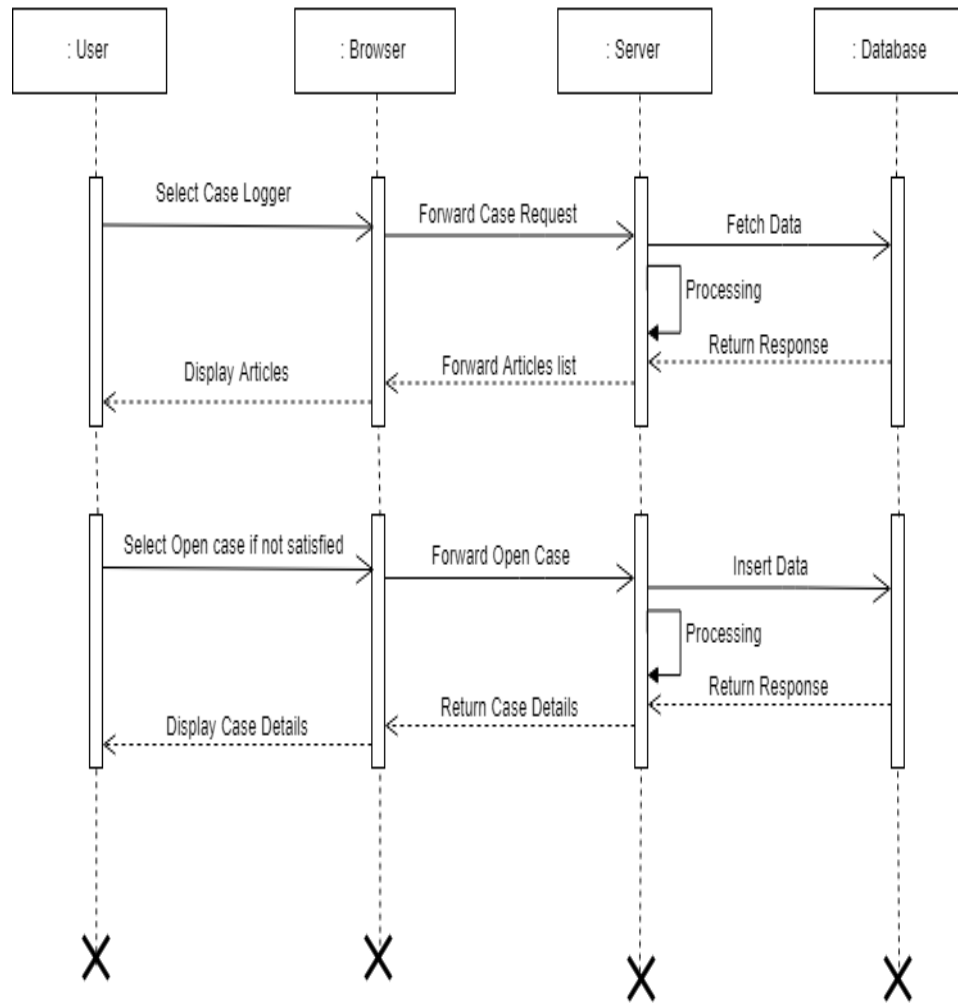 : User
: Browser
: Server
: Database
Select Case Logger
Forward Case Request
Fetch Data
Processing
Return Response
Forward Articles list
Display Articles
Select Open case if not satisfied
Forward Open Case
Insert Data
Processing
Return Response
Return Case Details
Display Case Details